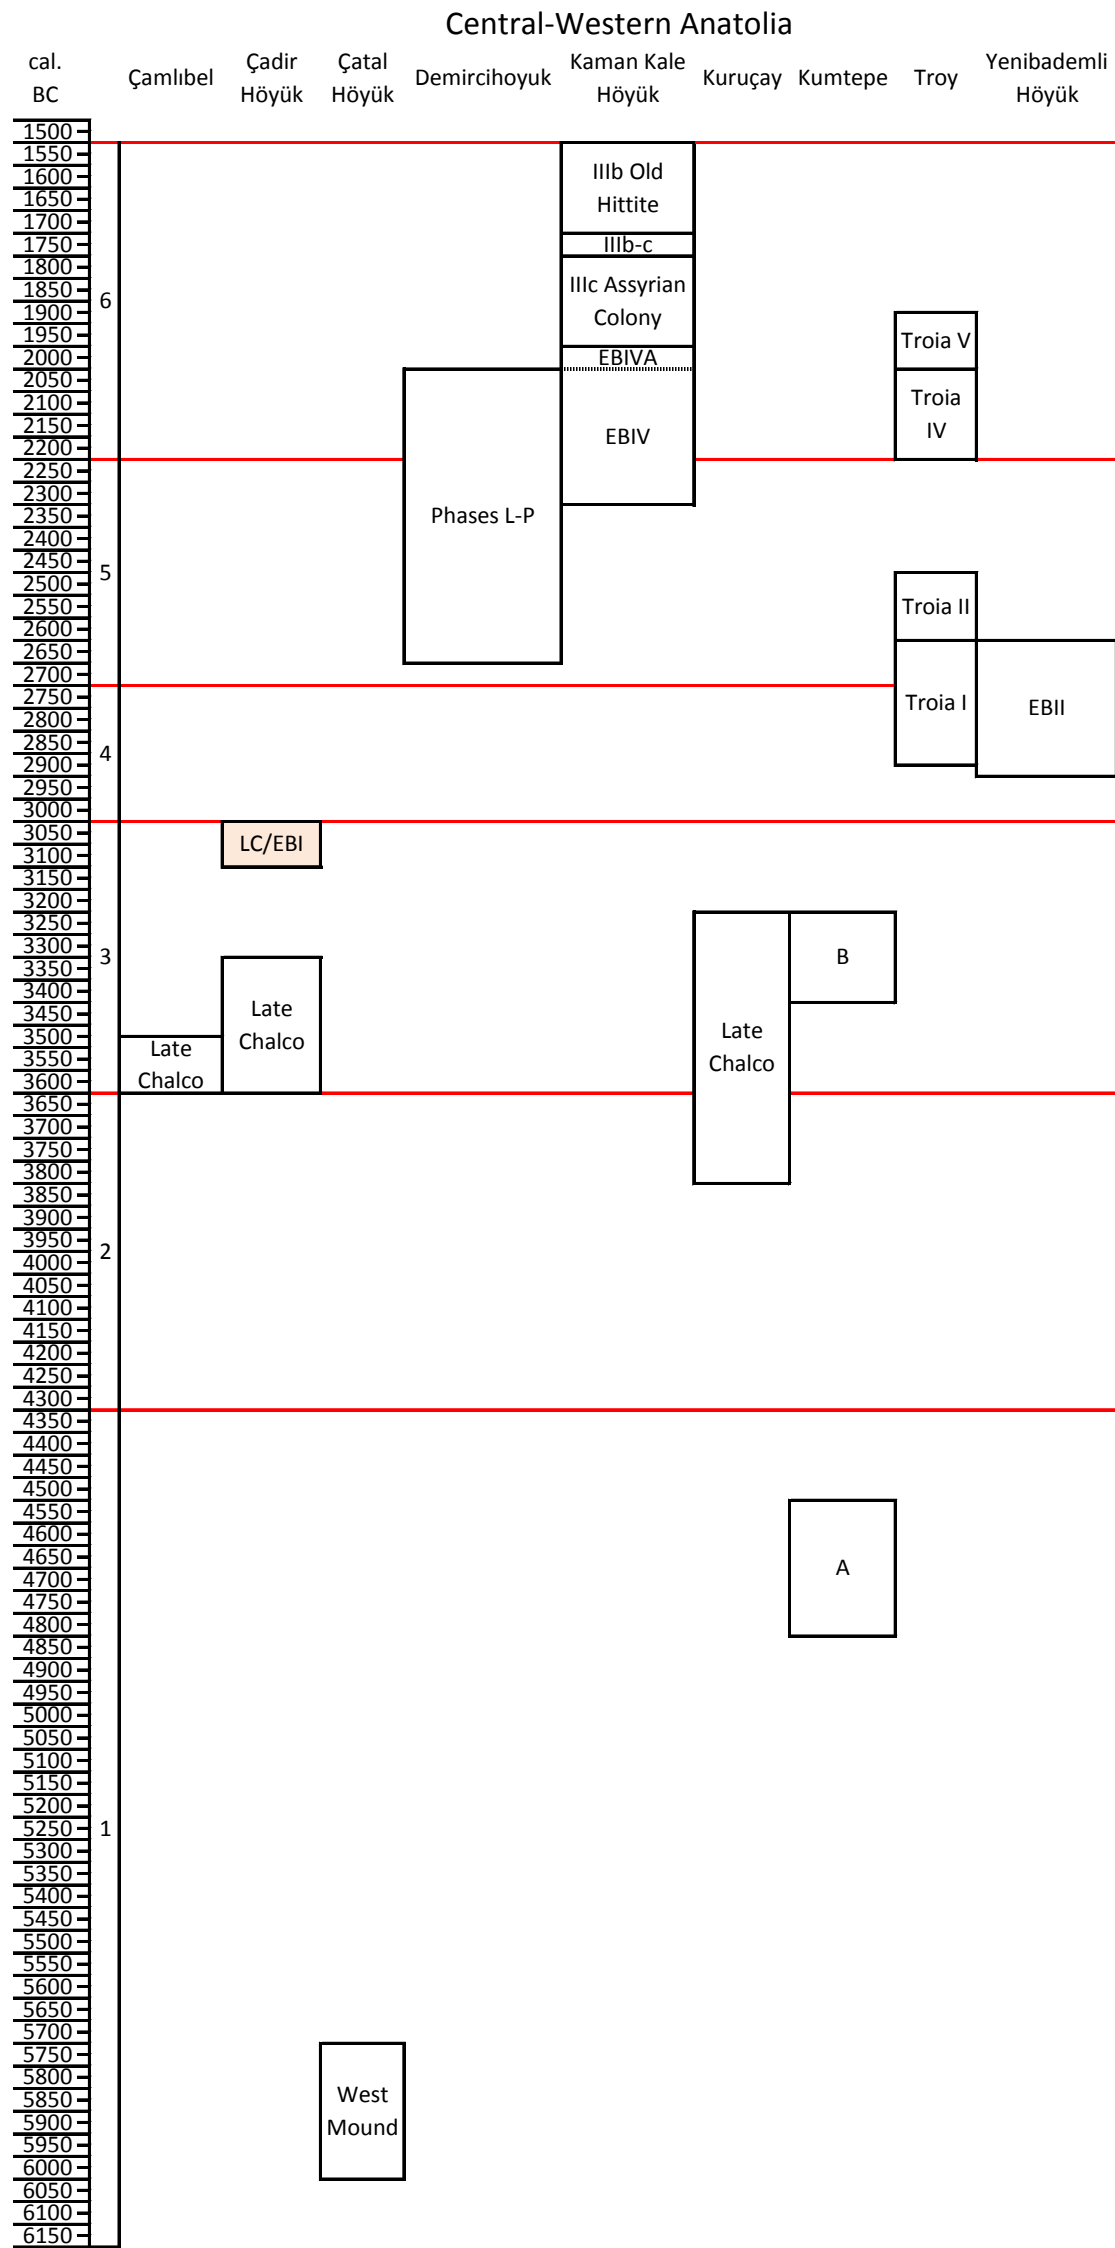 Central-Western Anatolia
cal.
BC
Çamlıbel
Çadir
Höyük
Çatal
Höyük
Demircihoyuk
Kaman Kale
Höyük
Kuruçay
Kumtepe
Troy
Yenibademli
Höyük
1500
1550
1600
1650
1700
1750
1800
1850
1900
1950
2000
2050
2100
2150
2200
2250
2300
2350
2400
2450
2500
2550
2600
2650
2700
2750
2800
2850
2900
2950
3000
3050
3100
3150
3200
3250
3300
3350
3400
3450
3500
3550
3600
3650
3700
3750
3800
3850
3900
3950
4000
4050
4100
4150
4200
4250
4300
4350
4400
4450
4500
4550
4600
4650
4700
4750
4800
4850
4900
4950
5000
5050
5100
5150
5200
5250
5300
5350
5400
5450
5500
5550
5600
5650
5700
5750
5800
5850
5900
5950
6000
6050
6100
6150
6
5
4
3
2
1
Late
Chalco
LC/EBI
Late
Chalco
West
Mound
Phases L-P
IIIb Old
Hittite
IIIb-c
IIIc Assyrian
Colony
EBIVA
EBIV
Late
Chalco
B
A
Troia V
Troia
IV
Troia II
Troia I
EBII